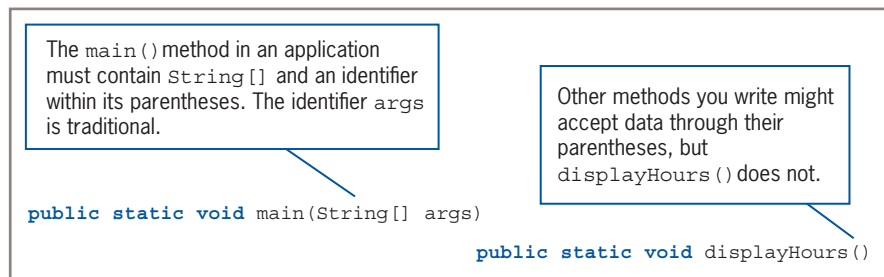 The main() method in an application
must contain String[] and an identifier
within its parentheses. The identifier args
is traditional.
Other methods you write might
accept data through their
parentheses, but
displayHours() does not.
public static void main(String[] args)
public static void displayHours()